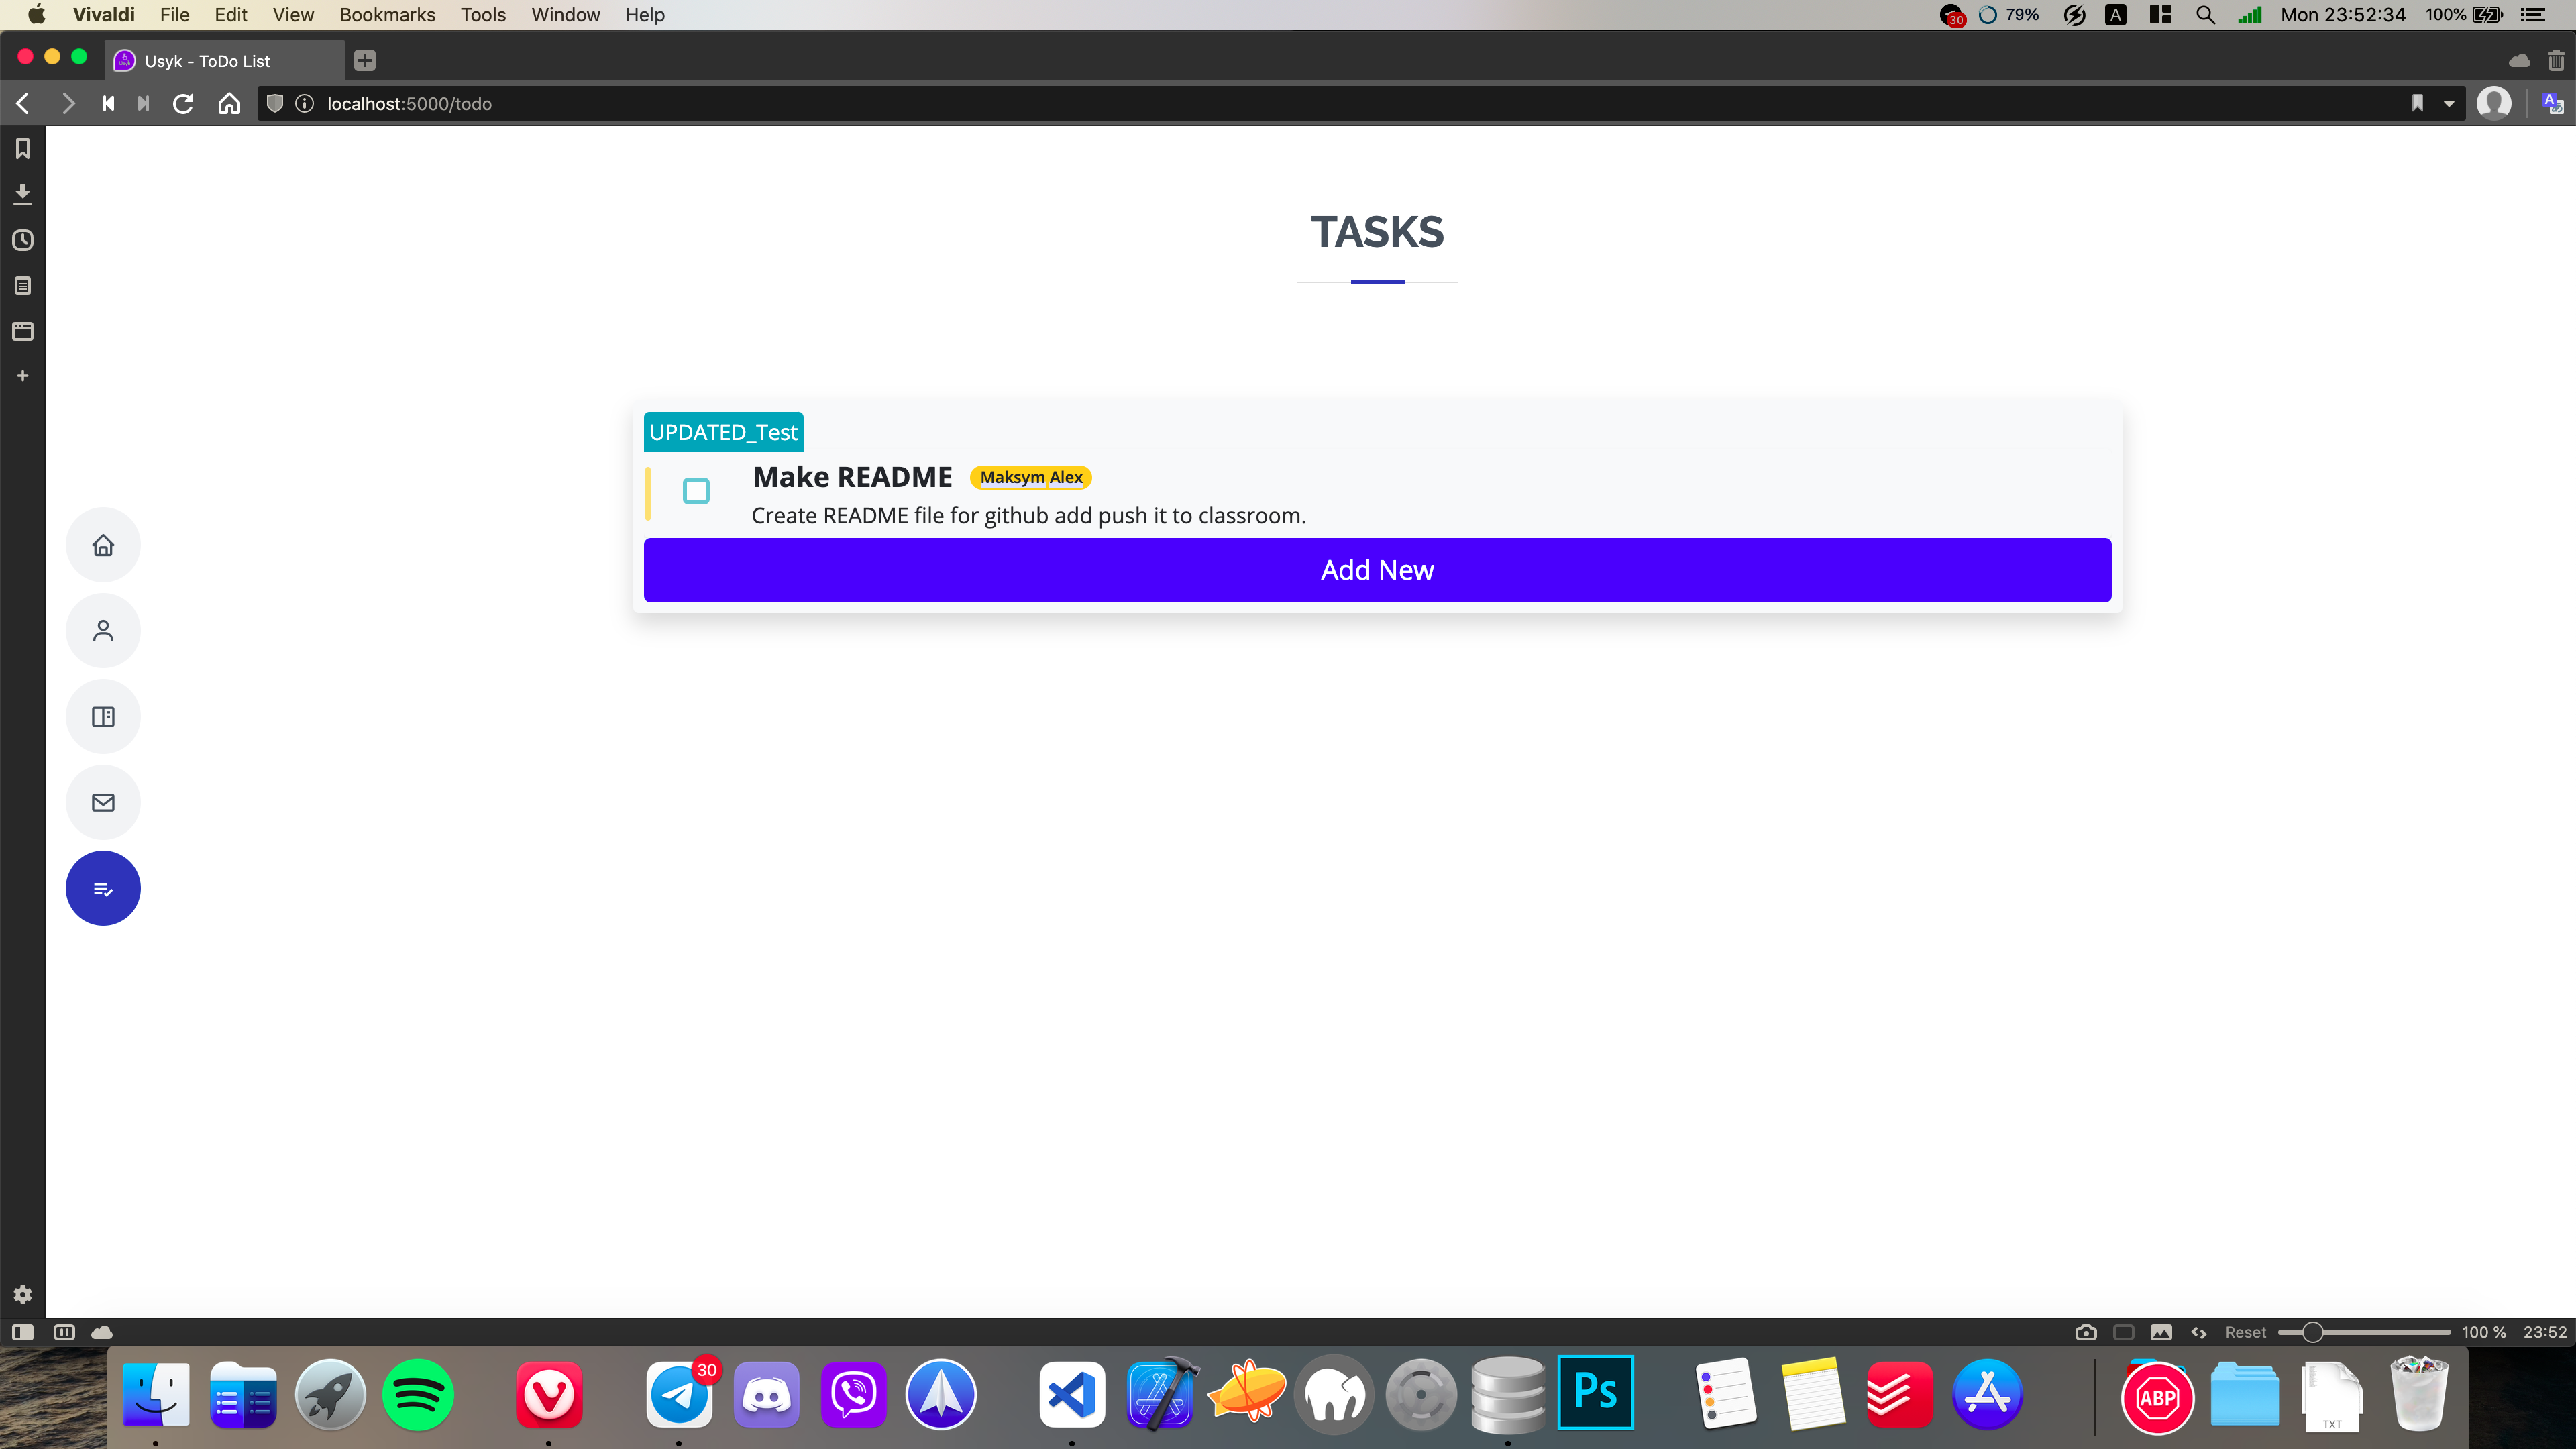 Vivaldi File Edit View Bookmarks Tools Window Help 30 79% A Mon 23:52:34 100%
Usyk - ToDo List
localhost:5000/todo
TASKS
UPDATED_Test
Make README Maksym Alex
Create README file for github add push it to classroom.
Add New
Reset 100 % 23:52
30
Ps
ABP
TXT